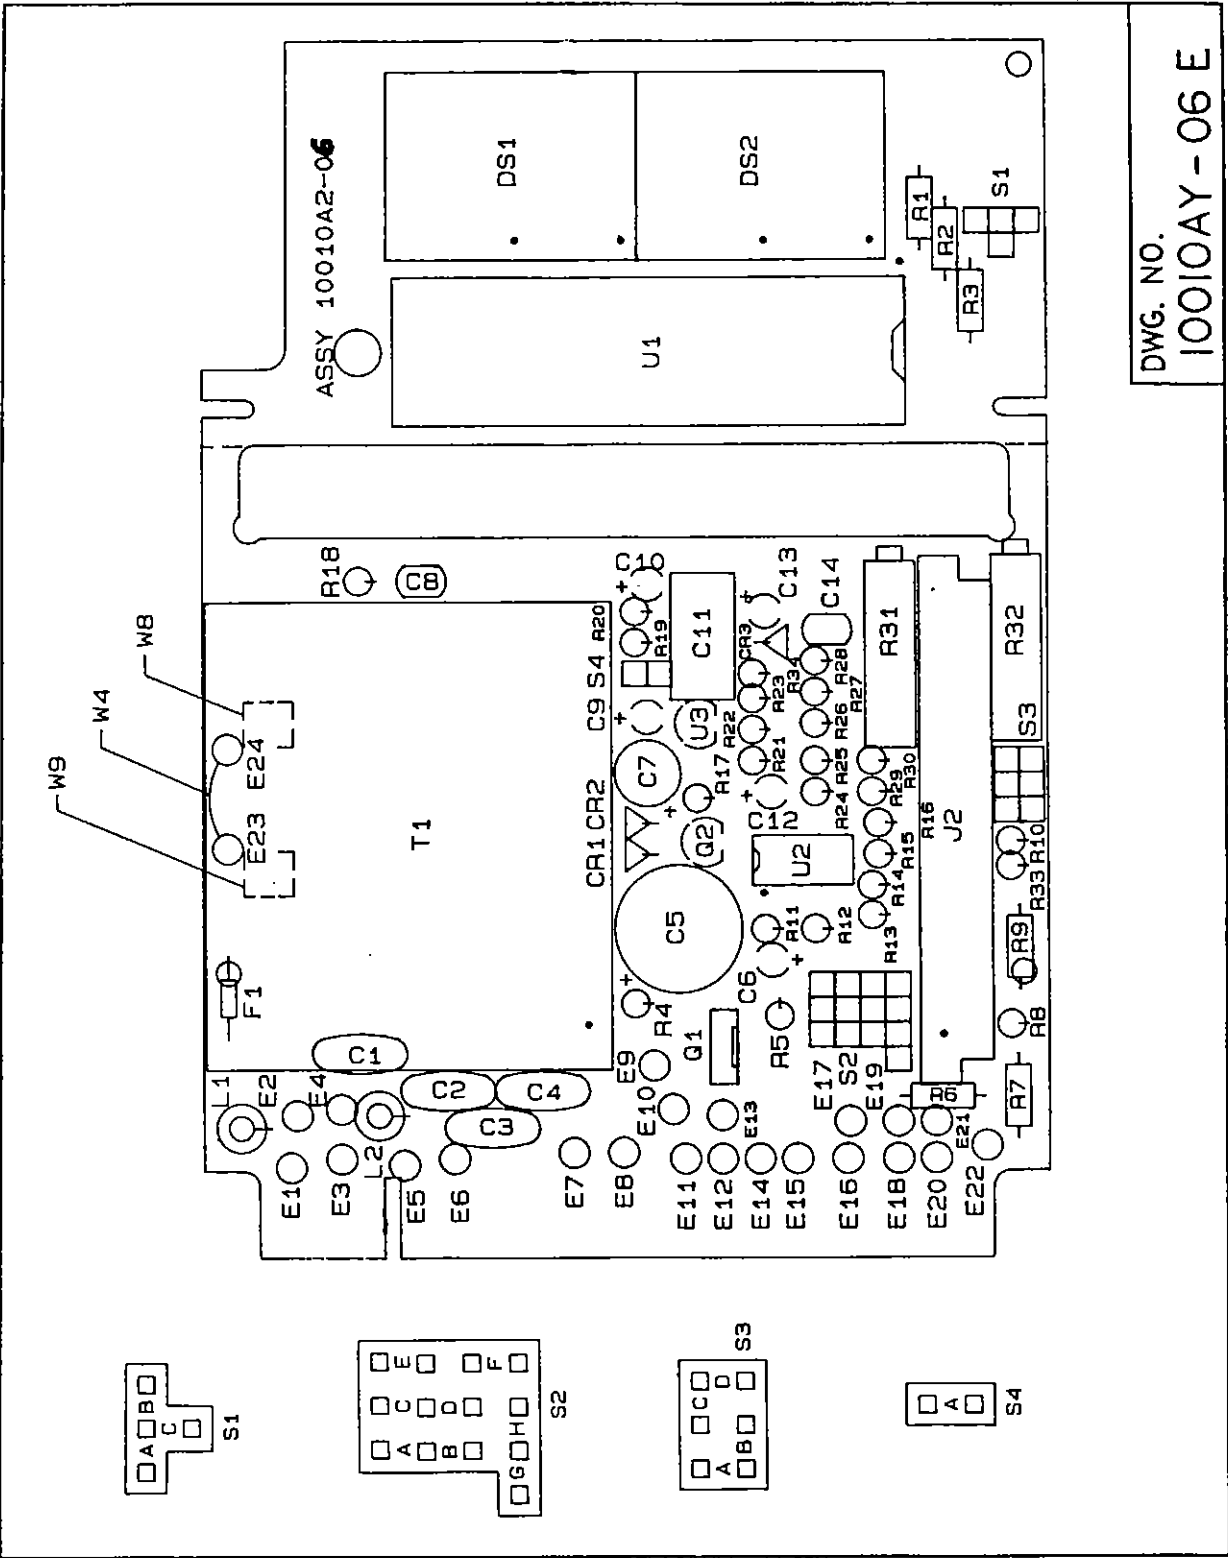 DWG. NO.
10010AY-06 E
ASSY 10010A2-06
DS1
DS2
U1
R1
R2
R3
S1
W9
W4
W8
E23
E24
F1
T1
R18
C8
L1
E2
E4
C1
C2
C4
C3
E1
E3
L2
E5
E6
E7
E8
E9
E10
E11
E12
E13
E14
E15
E16
E17
E18
E19
E20
E21
E22
CR1
CR2
C9
S4
R20
R19
C10
+
C11
C7
+
U3
R17
+
Q2
C5
+
R4
Q1
C6
+
R5
R11
R12
U2
C12
+
R21
R22
R23
CR3
C13
+
C14
R34
R28
R27
R26
R25
R24
R31
R30
R29
R16
R15
R14
R13
S2
R6
J2
R32
S3
R10
R33
R9
R8
R7
A B
C
S1
A C E
B D F
G H
S2
A C
B D
S3
A
S4